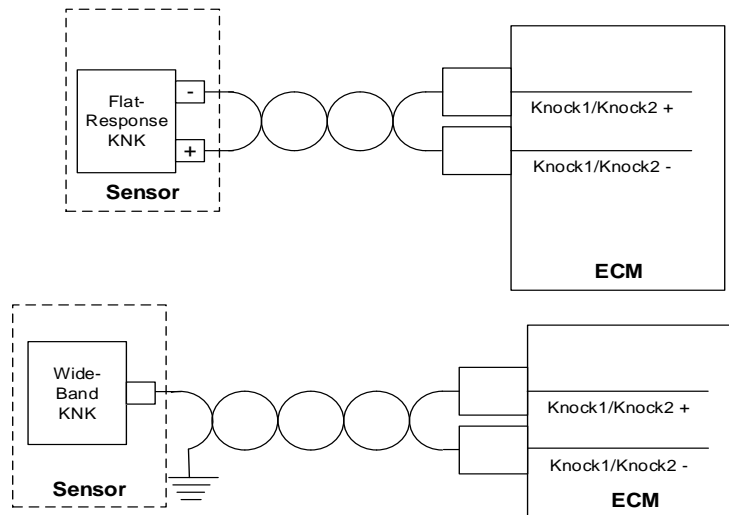 -
Flat-
Response
KNK
+
Sensor
Knock1/Knock2 +
Knock1/Knock2 -
ECM
Wide-
Band
KNK
Sensor
Knock1/Knock2 +
Knock1/Knock2 -
ECM